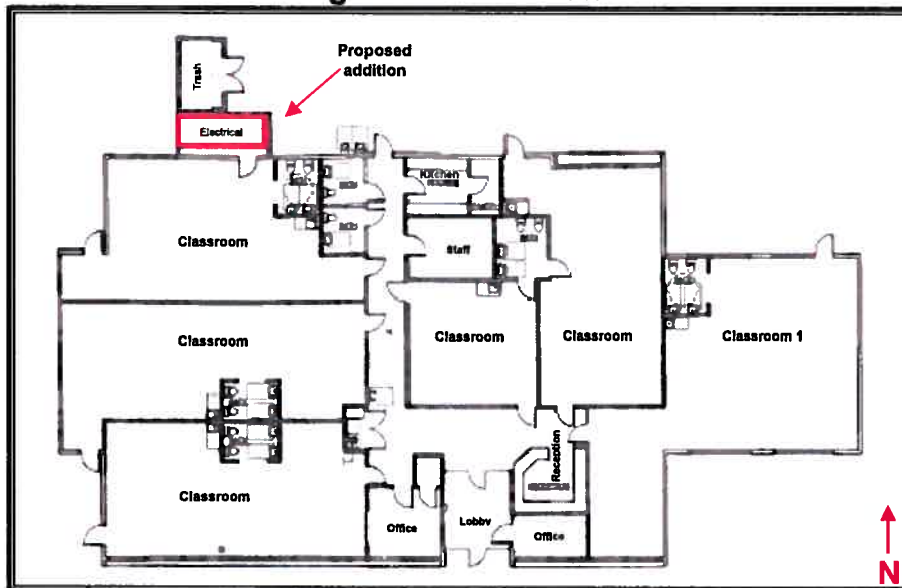 Proposed
addition
Trash
Electrical
Kitchen
Classroom
Staff
Classroom
Classroom
Classroom
Classroom 1
Reception
Classroom
Office
Lobby
Office
N